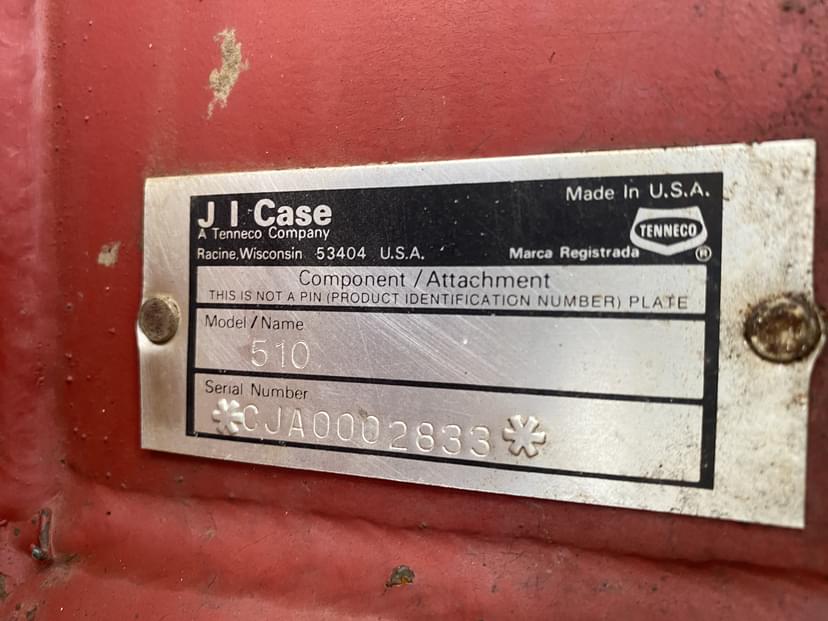 J I Case
Made In U.S.A.
A Tenneco Company
TENNECO
Racine, Wisconsin 53404 U.S.A.
Marca Registrada ®
Component / Attachment
THIS IS NOT A PIN (PRODUCT IDENTIFICATION NUMBER) PLATE
Model / Name
510
Serial Number
*CJA0002833*